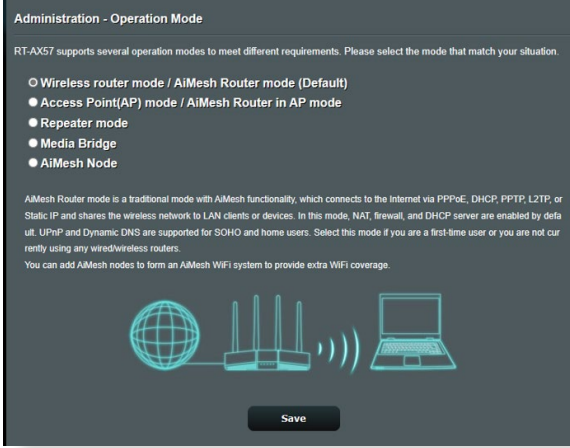 Administration - Operation Mode
RT-AX57 supports several operation modes to meet different requirements. Please select the mode that match your situation.
Wireless router mode / AiMesh Router mode (Default)
Access Point(AP) mode / AiMesh Router in AP mode
Repeater mode
Media Bridge
AiMesh Node
AiMesh Router mode is a traditional mode with AiMesh functionality, which connects to the Internet via PPPoE, DHCP, PPTP, L2TP, or
Static IP and shares the wireless network to LAN clients or devices. In this mode, NAT, firewall, and DHCP server are enabled by defa
ult. UPnP and Dynamic DNS are supported for SOHO and home users. Select this mode if you are a first-time user or you are not cur
rently using any wired/wireless routers.
You can add AiMesh nodes to form an AiMesh WiFi system to provide extra WiFi coverage.
Save